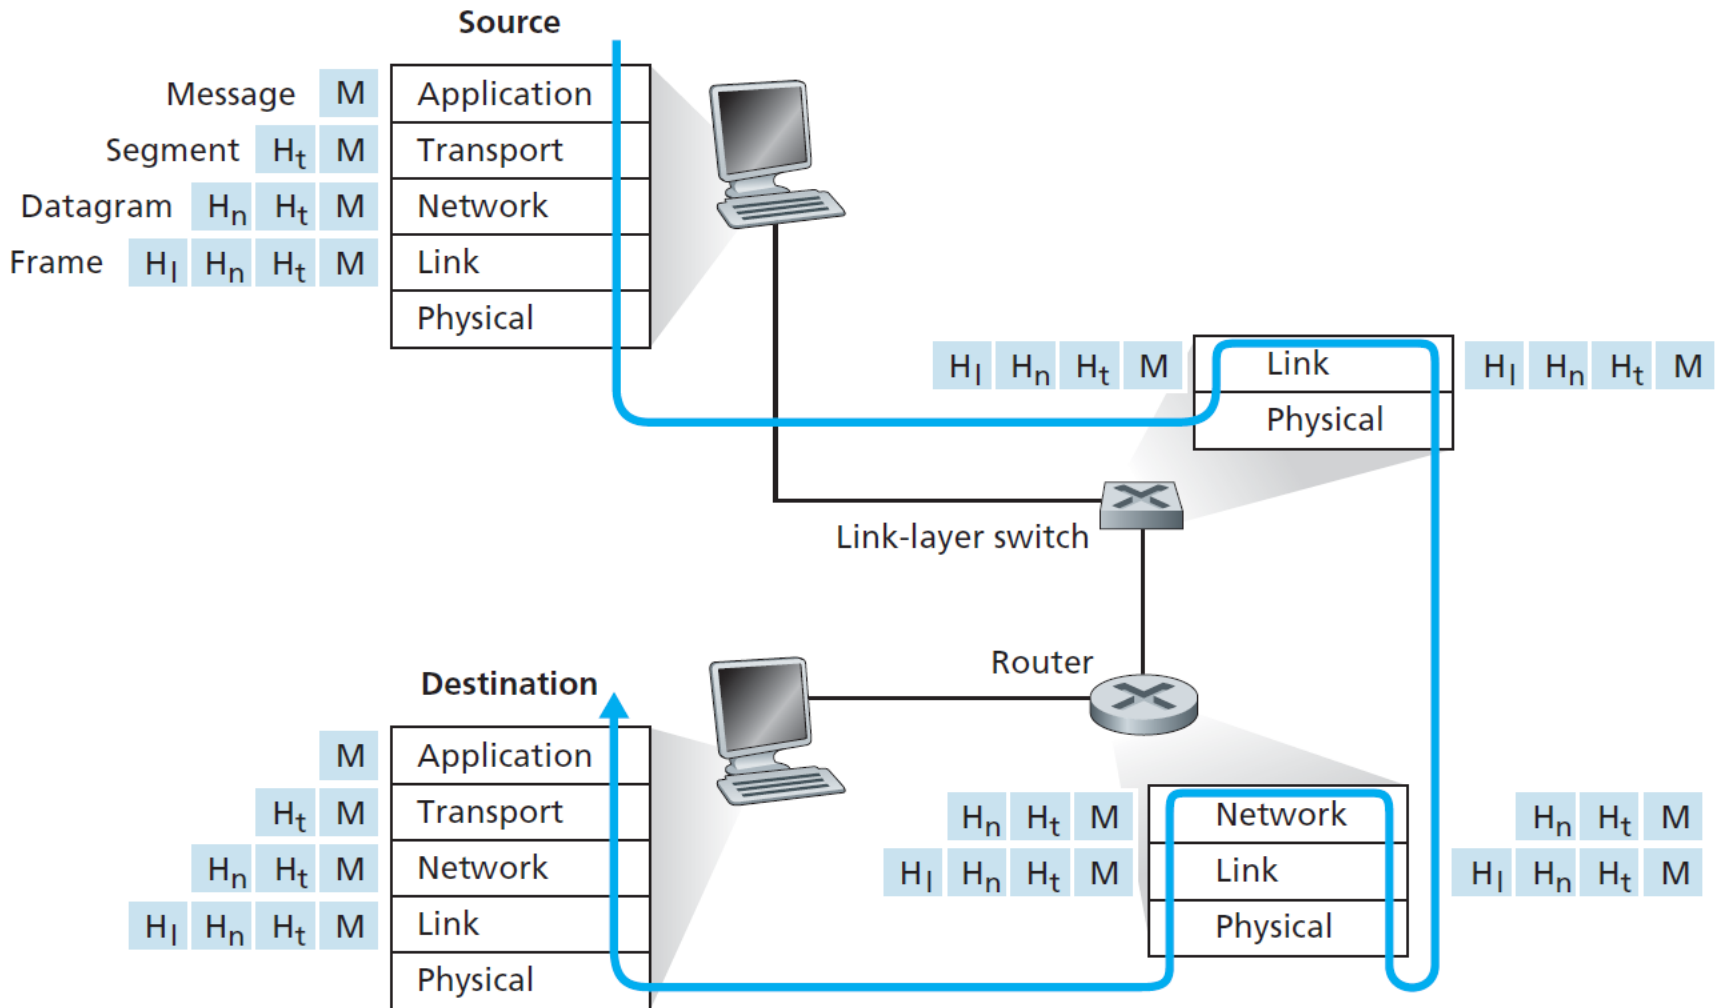 Source
Message M Application
Segment Ht M Transport
Datagram Hn Ht M Network
Frame Hl Hn Ht M Link
Physical
Hl Hn Ht M Link Hl Hn Ht M
Physical
Link-layer switch
Router
Destination
M Application
Ht M Transport
Hn Ht M Network
Hl Hn Ht M Link
Physical
Hn Ht M Network Hn Ht M
Hl Hn Ht M Link Hl Hn Ht M
Physical